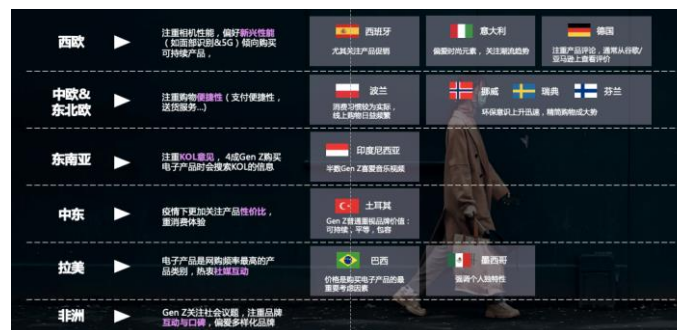 西欧
注重相机性能，偏好新兴性能
（如面部识别&5G）倾向购买
可持续产品，
西班牙
尤其关注产品促销
意大利
偏爱时尚元素，关注潮流趋势
德国
注重产品评论，通常从谷歌/
亚马逊上查看评价
中欧&
东北欧
注重购物便捷性（支付便捷性，
送货服务...）
波兰
消费习惯较为实际，
线上购物日益频繁
挪威
瑞典
芬兰
环保意识上升迅速，精简购物成大势
东南亚
注重KOL意见，4成Gen Z购买
电子产品时会搜索KOL的信息
印度尼西亚
半数Gen Z喜爱音乐视频
中东
疫情下更加关注产品性价比，
重消费体验
土耳其
Gen Z普遍重视品牌价值：
可持续，平等，包容
拉美
电子产品是网购频率最高的产
品类别，热衷社媒互动
巴西
价格是购买电子产品的最
重要考虑因素
墨西哥
强调个人独特性
非洲
Gen Z关注社会议题，注重品牌
互动与口碑，偏爱多样化品牌